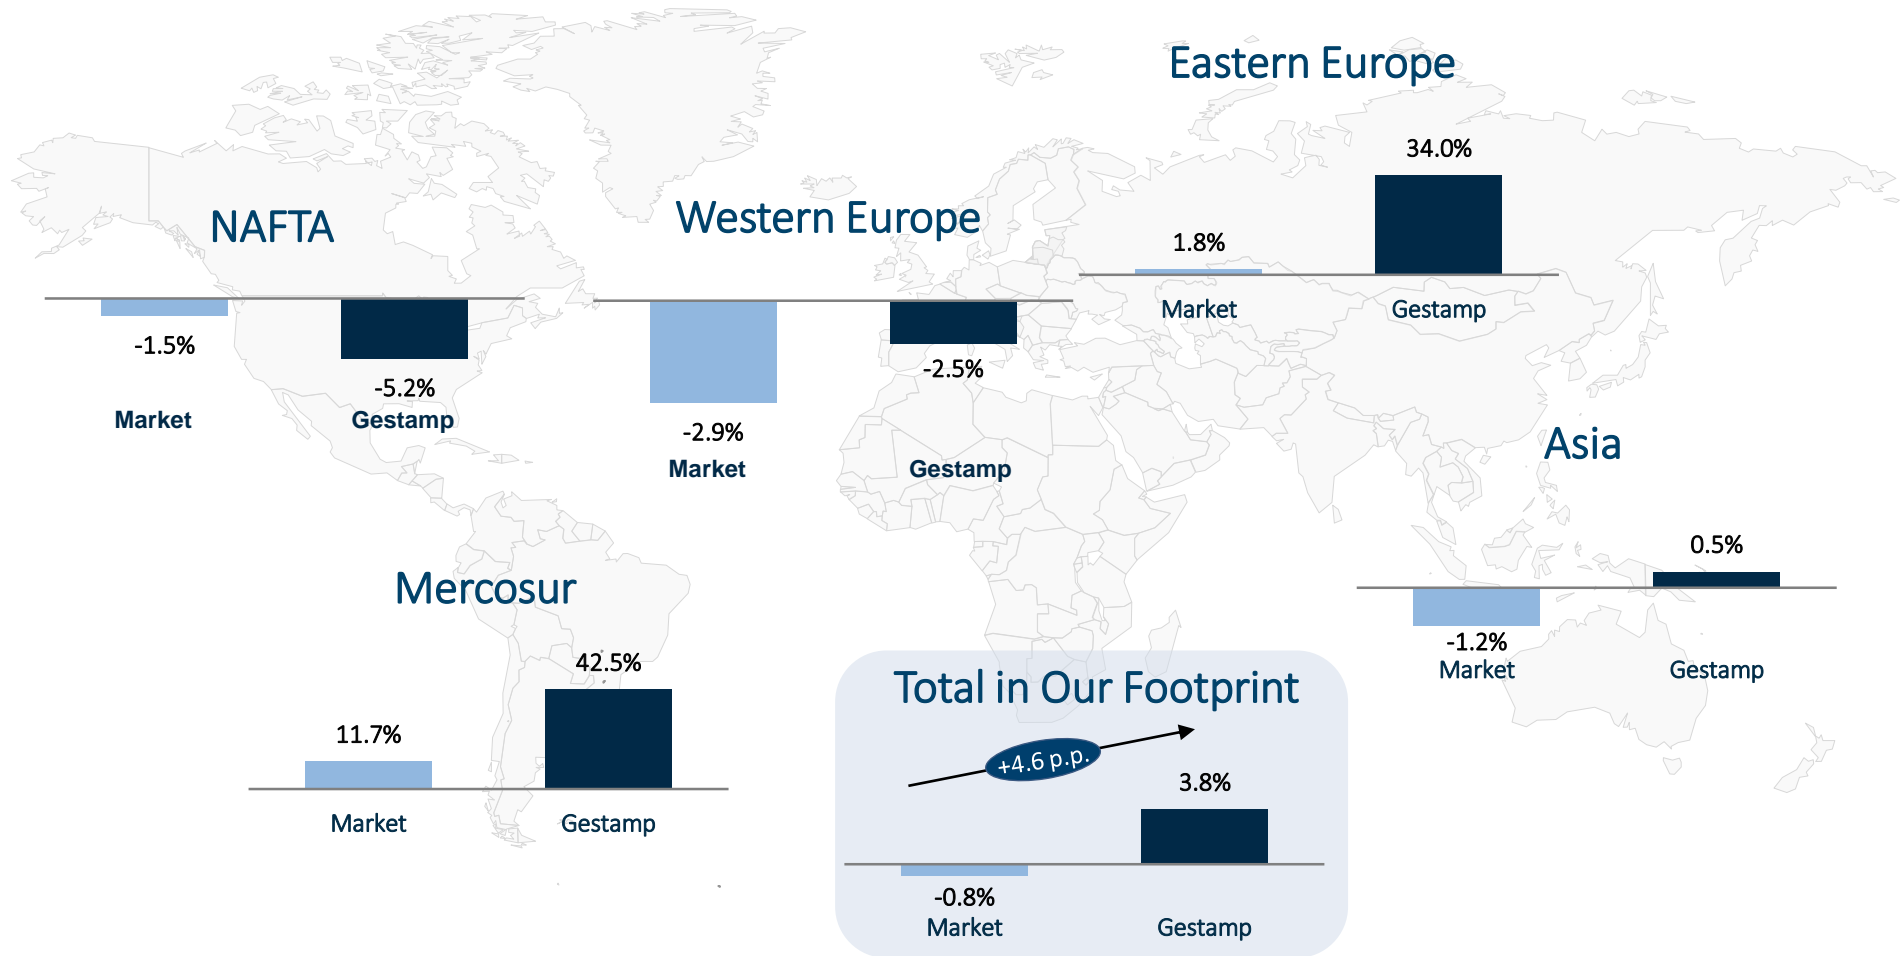 Eastern Europe
34.0%
1.8%
Market
Gestamp
NAFTA
-1.5%
-5.2%
Market
Gestamp
Western Europe
-2.9%
-2.5%
Market
Gestamp
Asia
0.5%
-1.2%
Market
Gestamp
Mercosur
42.5%
11.7%
Market
Gestamp
Total in Our Footprint
+4.6 p.p.
3.8%
-0.8%
Market
Gestamp